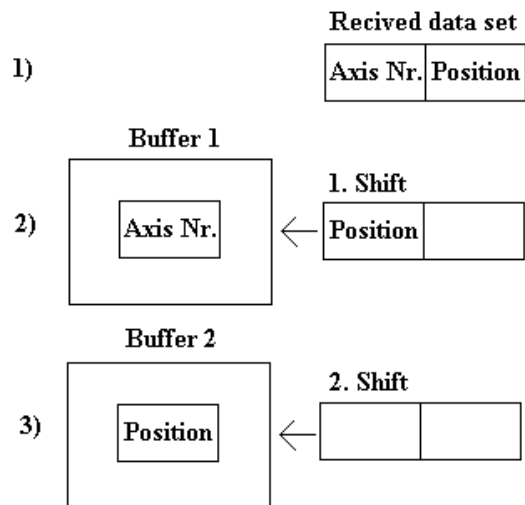 Recived data set
1)
Axis Nr. Position
Buffer 1
1. Shift
2)
Axis Nr.
Position
Buffer 2
2. Shift
3)
Position